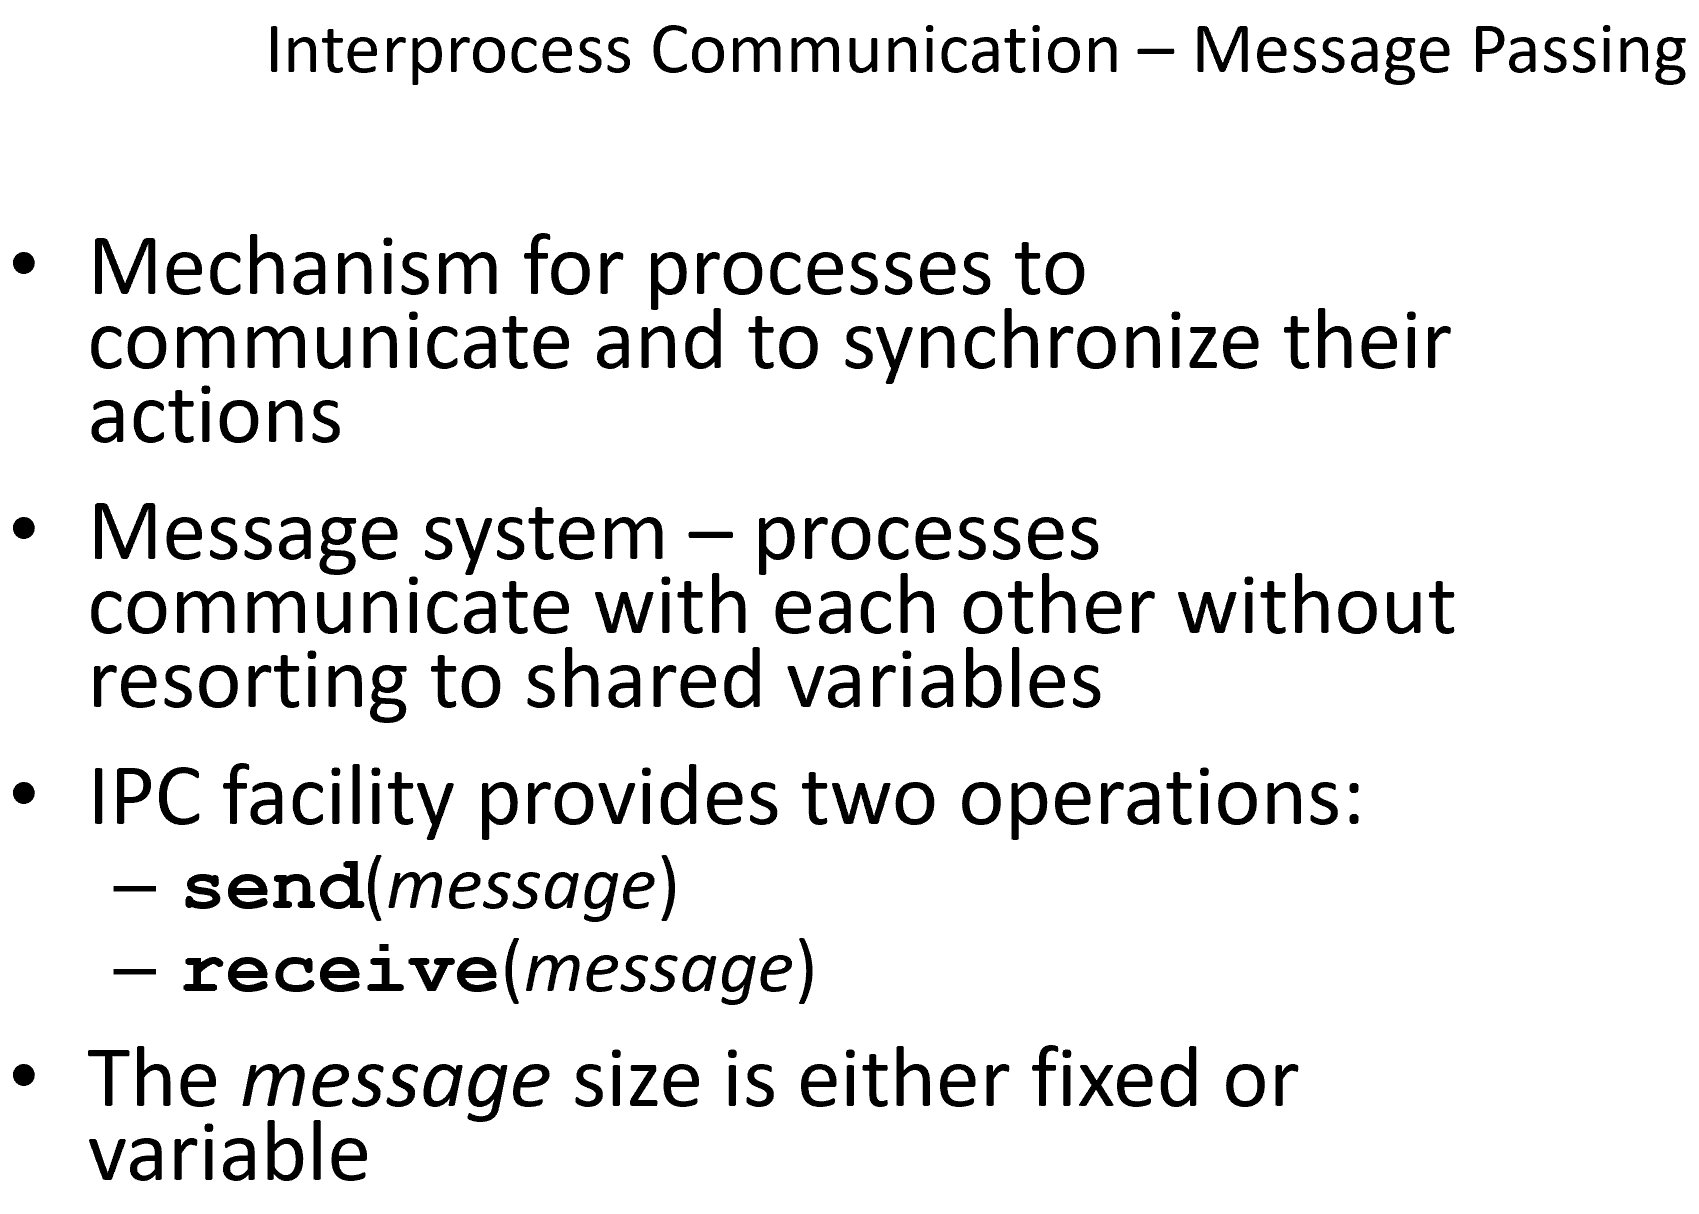 Interprocess Communication – Message Passing
• Mechanism for processes to
communicate and to synchronize their
actions
• Message system – processes
communicate with each other without
resorting to shared variables
• IPC facility provides two operations:
– send(message)
– receive(message)
• The message size is either fixed or
variable